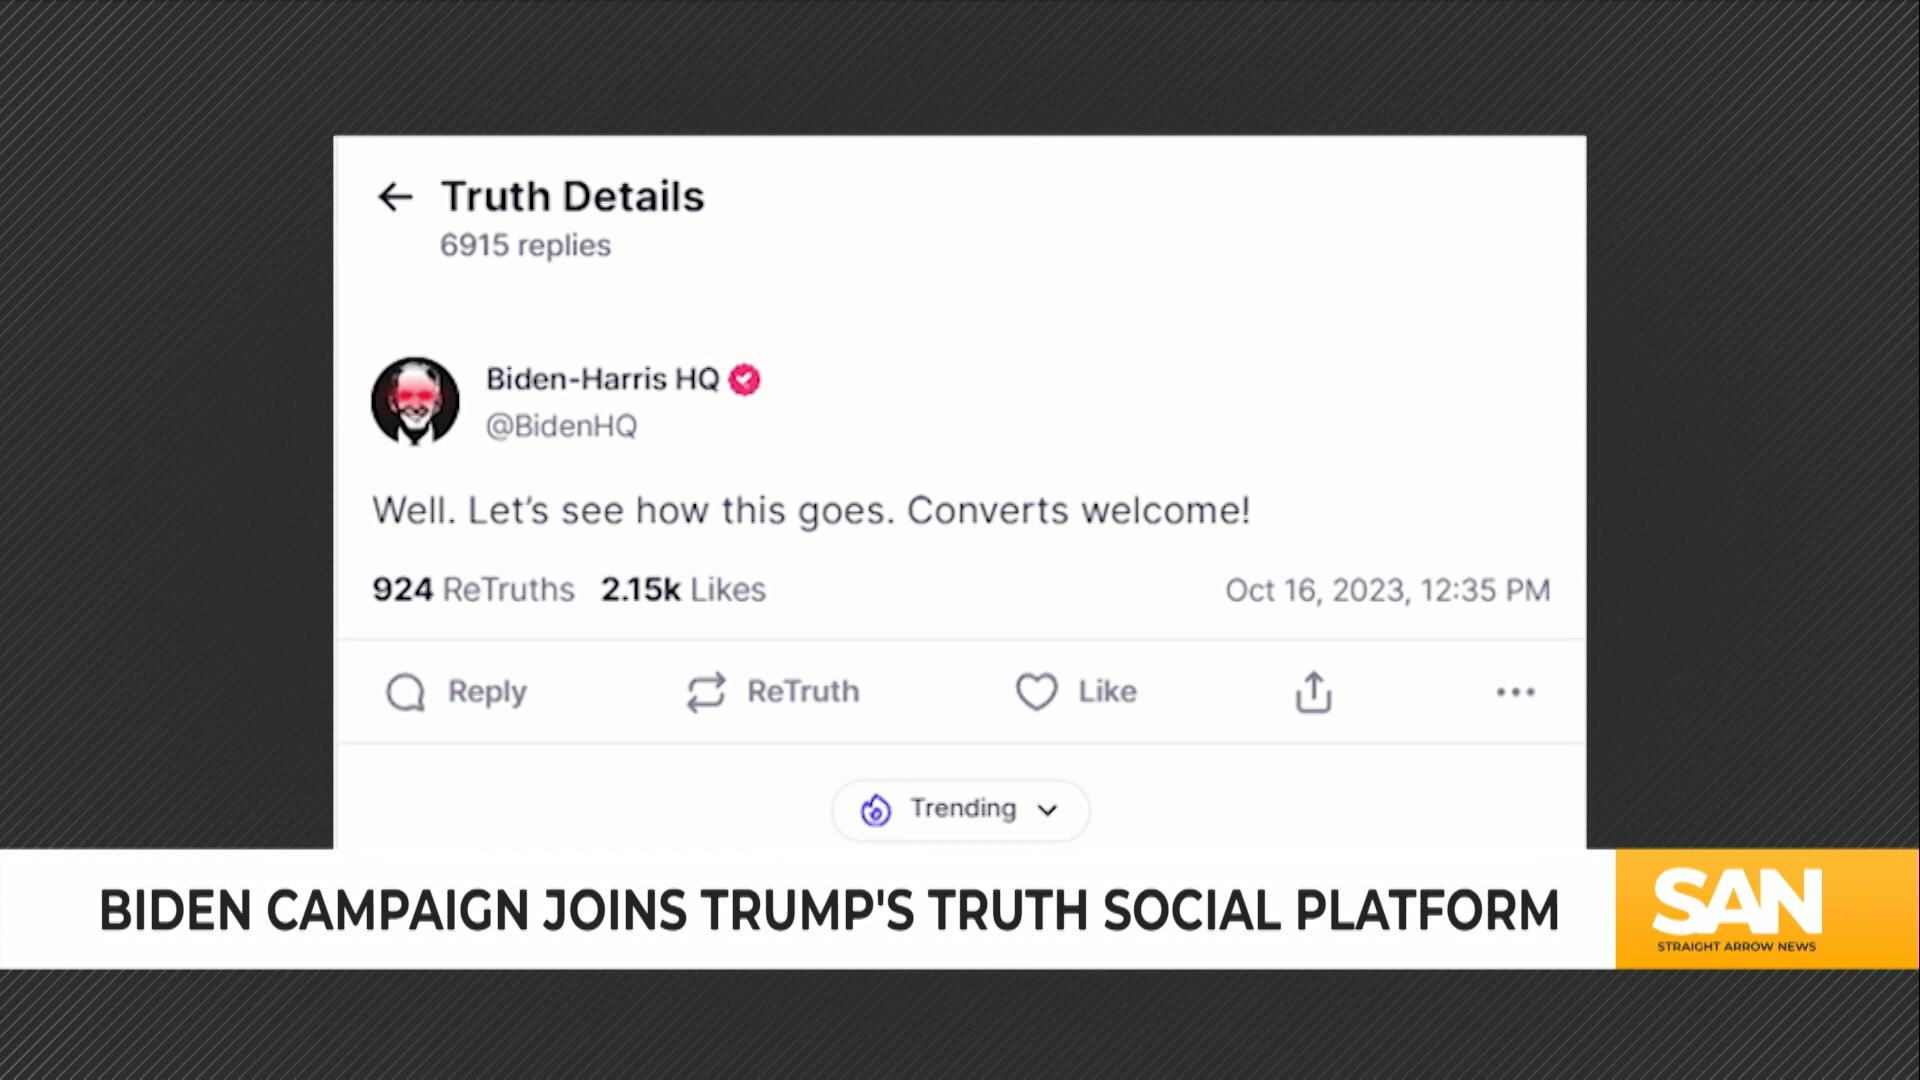 Truth Details
6915 replies
Biden-Harris HQ
@BidenHQ
Well. Let's see how this goes. Converts welcome!
924 ReTruths 2.15k Likes Oct 16, 2023, 12:35 PM
Reply ReTruth Like
Trending
BIDEN CAMPAIGN JOINS TRUMP'S TRUTH SOCIAL PLATFORM
SAN
STRAIGHT ARROW NEWS